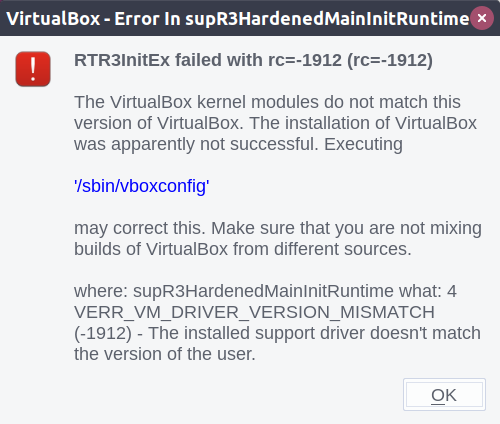 VirtualBox - Error In supR3HardenedMainInitRuntime
RTR3InitEx failed with rc=-1912 (rc=-1912)
The VirtualBox kernel modules do not match this
version of VirtualBox. The installation of VirtualBox
was apparently not successful. Executing
'/sbin/vboxconfig'
may correct this. Make sure that you are not mixing
builds of VirtualBox from different sources.
where: supR3HardenedMainInitRuntime what: 4
VERR_VM_DRIVER_VERSION_MISMATCH
(-1912) - The installed support driver doesn't match
the version of the user.
OK